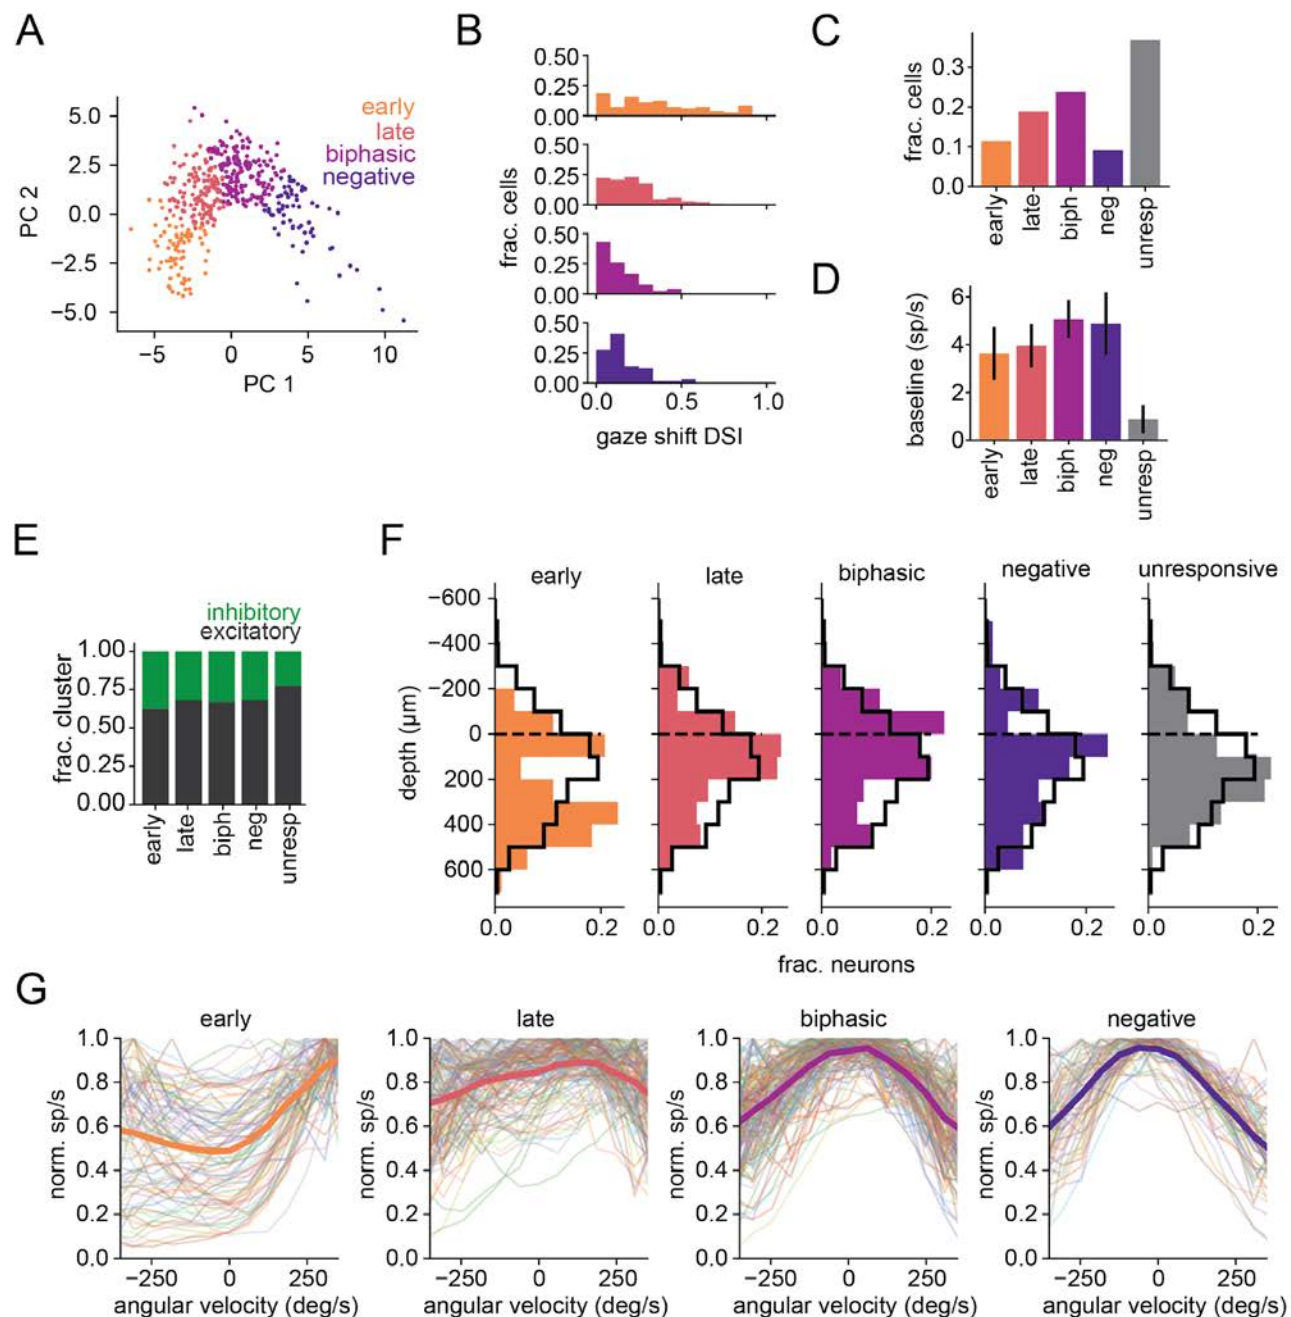 A
5.0
2.5
0.0
−2.5
−5.0
PC 2
−5
0
5
10
PC 1
early
late
biphasic
negative
B
0.50
0.25
0.00
0.50
0.25
0.00
0.50
0.25
0.00
0.50
0.25
0.00
frac. cells
0.0
0.5
1.0
gaze shift DSI
C
0.3
0.2
0.1
0.0
frac. cells
early
late
biph
neg
unresp
D
6
4
2
0
baseline (sp/s)
early
late
biph
neg
unresp
E
inhibitory
excitatory
1.00
0.75
0.50
0.25
0.00
frac. cluster
early
late
biph
neg
unresp
F
early
late
biphasic
negative
unresponsive
−600
−400
−200
0
200
400
600
depth (µm)
0.0 0.2
0.0 0.2
0.0 0.2
0.0 0.2
0.0 0.2
frac. neurons
G
early
1.0
0.8
0.6
0.4
0.2
0.0
norm. sp/s
−250 0 250
angular velocity (deg/s)
late
1.0
0.8
0.6
0.4
0.2
0.0
norm. sp/s
−250 0 250
angular velocity (deg/s)
biphasic
1.0
0.8
0.6
0.4
0.2
0.0
norm. sp/s
−250 0 250
angular velocity (deg/s)
negative
1.0
0.8
0.6
0.4
0.2
0.0
norm. sp/s
−250 0 250
angular velocity (deg/s)